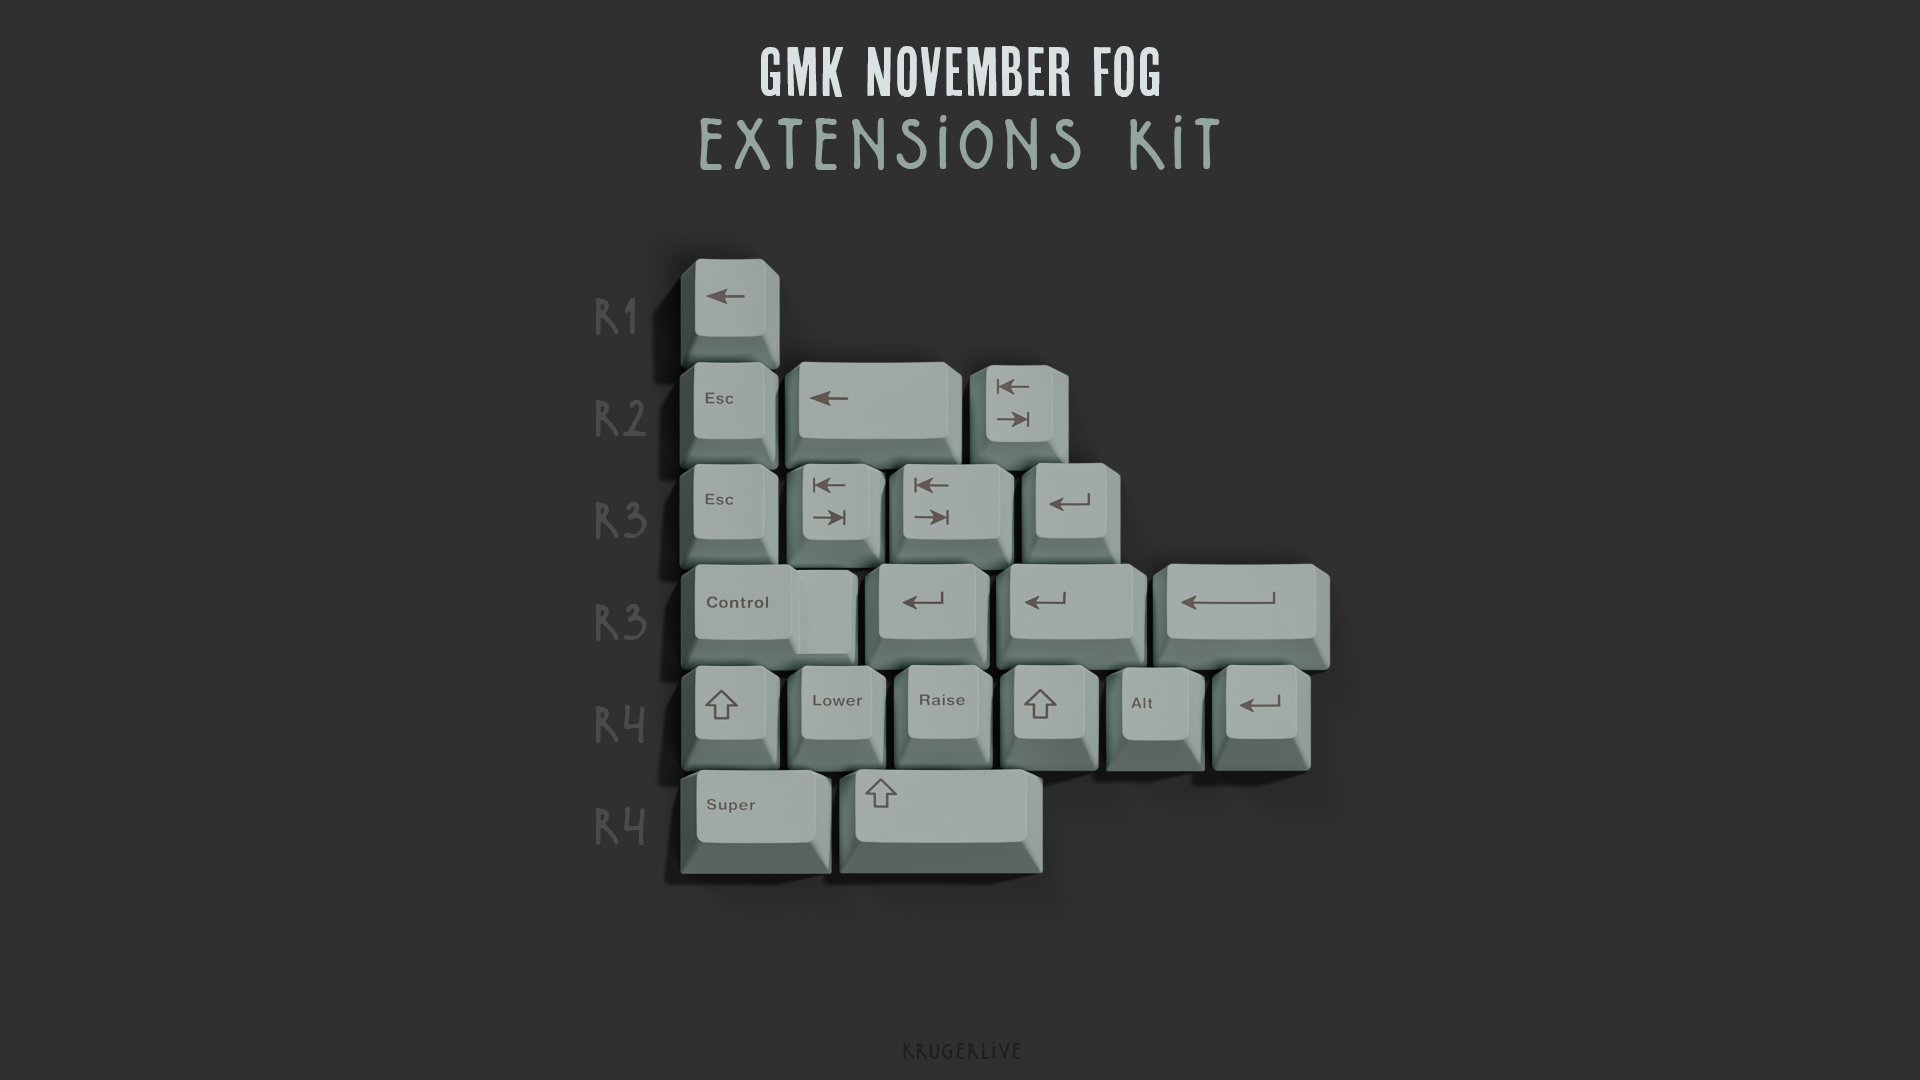 GMK NOVEMBER FOG
EXTENSIONS KIT
R1
R2 Esc
R3 Esc
R3 Control
R4 Lower Raise Alt
R4 Super
KRUGERLIVE